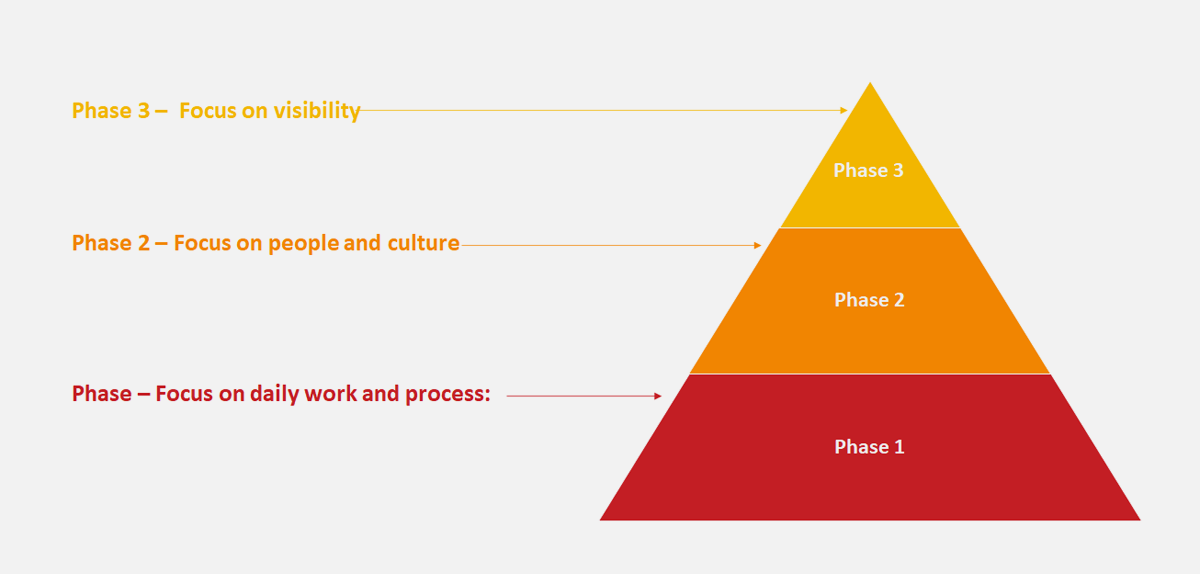 Phase 3 – Focus on visibility
Phase 3
Phase 2 – Focus on people and culture
Phase 2
Phase – Focus on daily work and process:
Phase 1